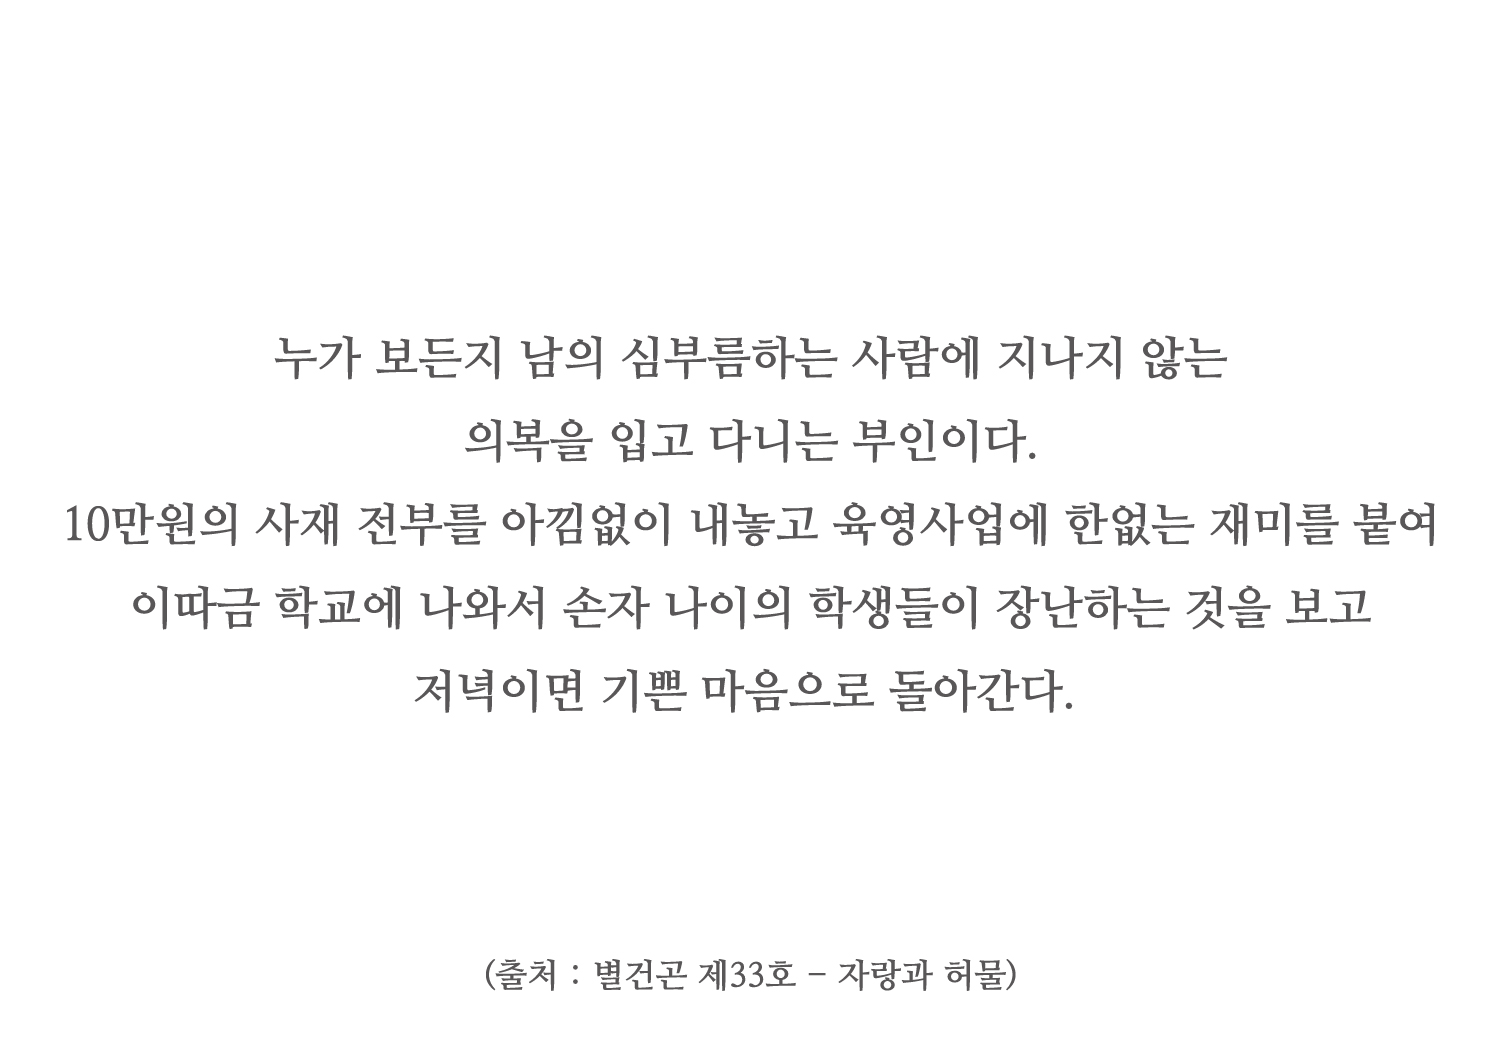 누가 보든지 남의 심부름하는 사람에 지나지 않는
의복을 입고 다니는 부인이다.
10만원의 사재 전부를 아낌없이 내놓고 육영사업에 한없는 재미를 붙여
이따금 학교에 나와서 손자 나이의 학생들이 장난하는 것을 보고
저녁이면 기쁜 마음으로 돌아간다.
(출처 : 별건곤 제33호 – 자랑과 허물)